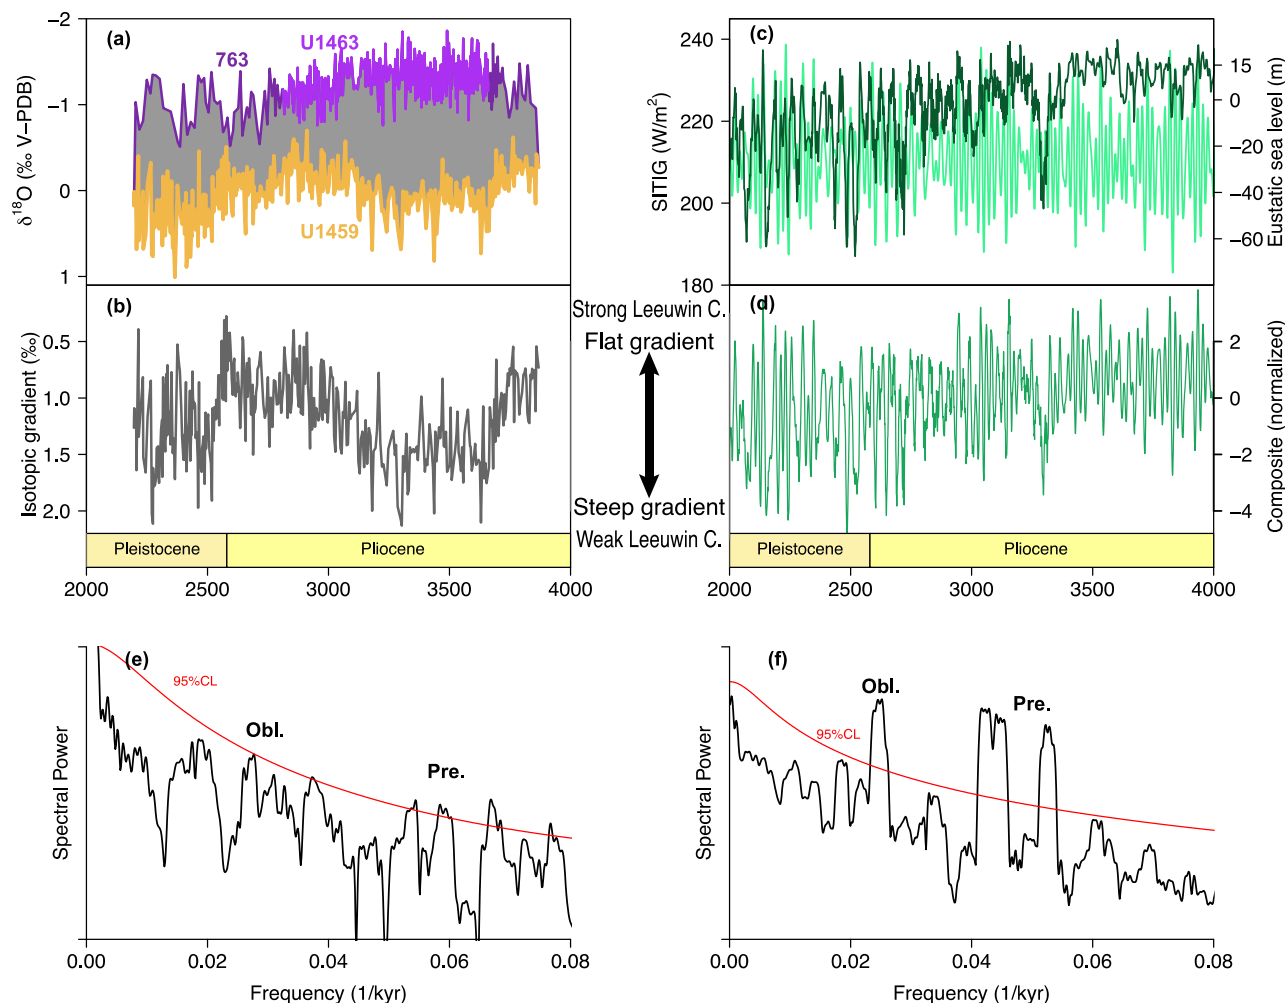 (a)
763
U1463
U1459
−2
−1
0
1
δ18O (‰ V−PDB)
(b)
0.5
1.0
1.5
2.0
Isotopic gradient (‰)
Pleistocene
Pliocene
2000
2500
3000
3500
4000
Strong Leeuwin C.
Flat gradient
Steep gradient
Weak Leeuwin C.
(c)
240
220
200
180
SITIG (W/m2)
15
0
−20
−40
−60
Eustatic sea level (m)
(d)
2
0
−2
−4
Composite (normalized)
Pleistocene
Pliocene
2000
2500
3000
3500
4000
(e)
95%CL
Obl.
Pre.
Spectral Power
0.00
0.02
0.04
0.06
0.08
Frequency (1/kyr)
(f)
Obl.
95%CL
Pre.
Spectral Power
0.00
0.02
0.04
0.06
0.08
Frequency (1/kyr)